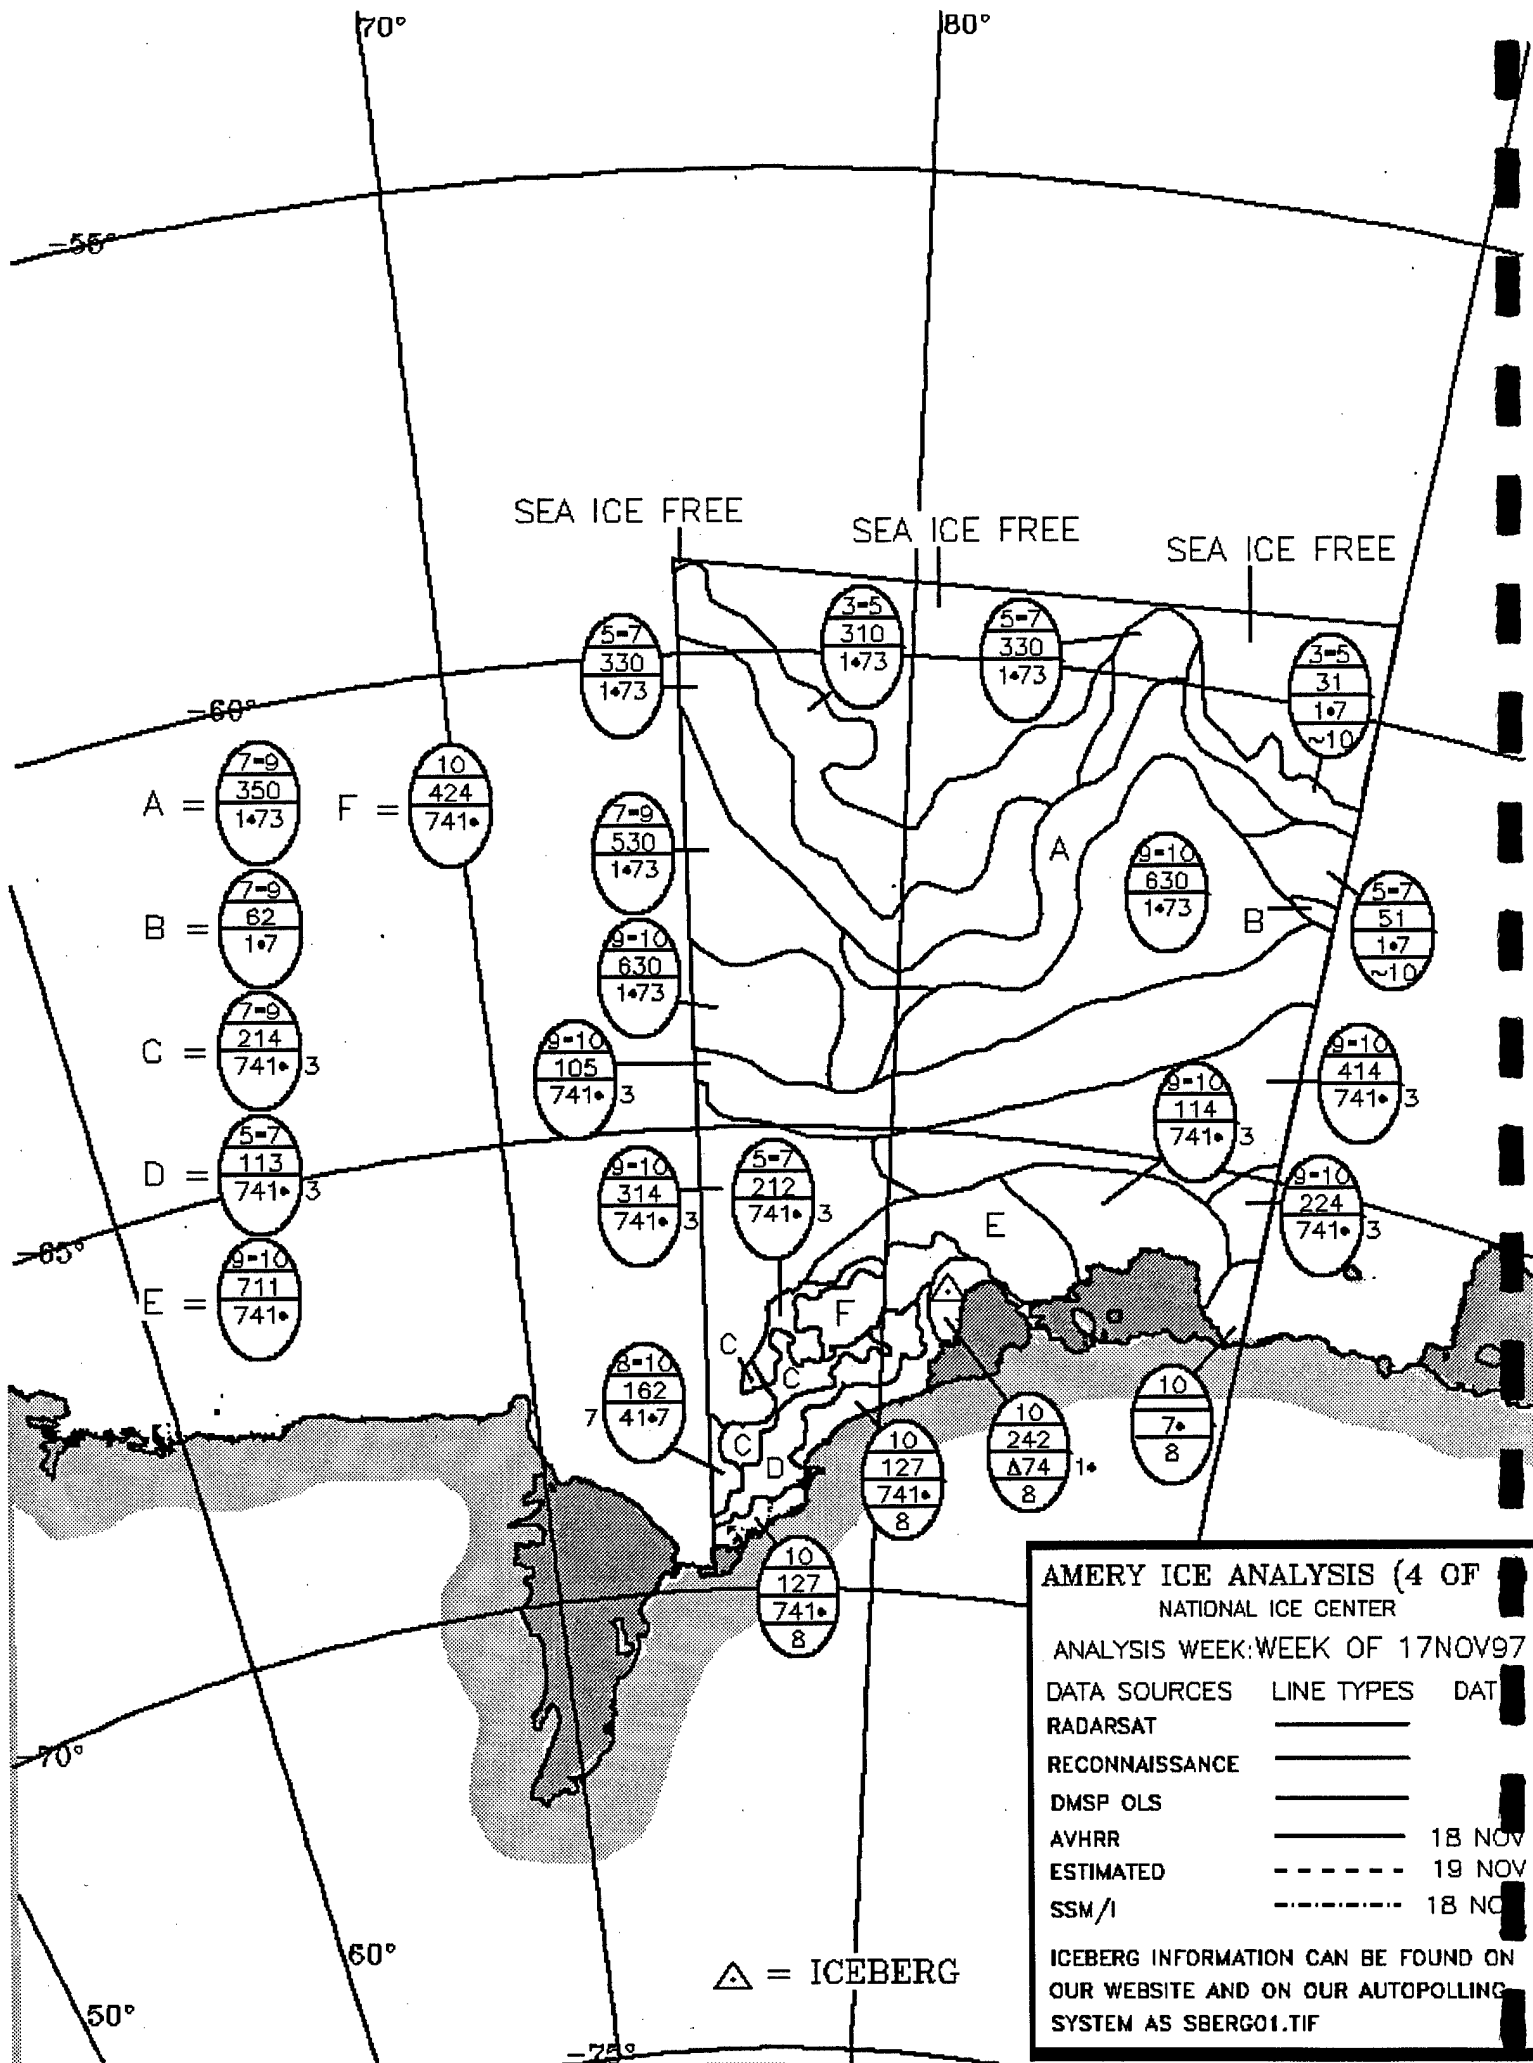 70°
80°
-55°
SEA ICE FREE
SEA ICE FREE
SEA ICE FREE
5-7
330
1•73
3-5
310
1•73
5-7
330
1•73
3-5
31
1•7
~10
-60°
A =
7-9
350
1•73
F =
10
424
741•
7-9
530
1•73
A
9-10
630
1•73
B =
7-9
62
1•7
B
5-7
51
1•7
~10
9-10
630
1•73
C =
7-9
214
741• 3
9-10
105
741• 3
9-10
414
741• 3
9-10
114
741• 3
D =
5-7
113
741• 3
9-10
314
741• 3
5-7
212
741• 3
9-10
224
741• 3
E
-65°
E =
9-10
711
741•
F
C
C
8-10
162
7 41•7
C
D
10
127
741•
8
10
242
Δ74 1•
8
10
7•
8
10
127
741•
8
AMERY ICE ANALYSIS (4 OF
NATIONAL ICE CENTER
ANALYSIS WEEK: WEEK OF 17NOV97
DATA SOURCES LINE TYPES DAT
RADARSAT
RECONNAISSANCE
DMSP OLS
AVHRR 18 NOV
ESTIMATED 19 NOV
SSM/I 18 NO
ICEBERG INFORMATION CAN BE FOUND ON
OUR WEBSITE AND ON OUR AUTOPOLLING
SYSTEM AS SBERG01.TIF
-70°
60°
50°
△ = ICEBERG
-75°